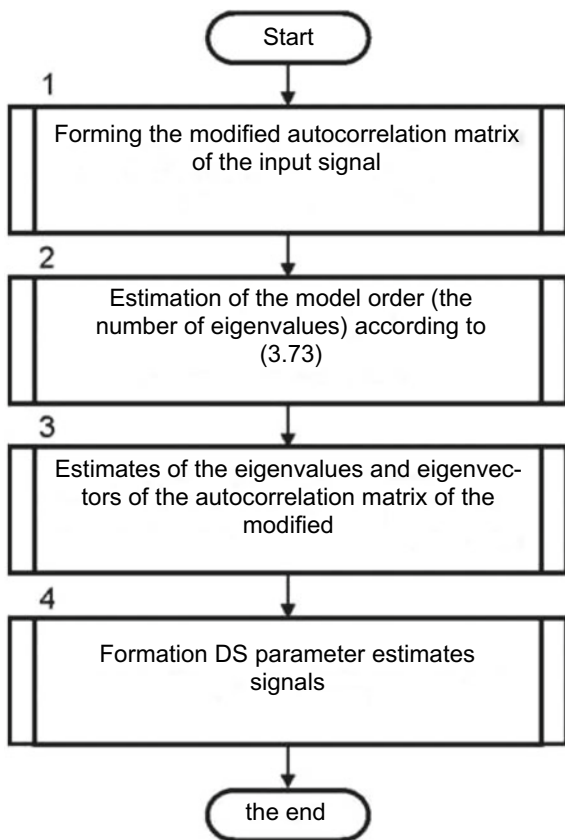 Start
1
Forming the modified autocorrelation matrix
of the input signal
2
Estimation of the model order (the
number of eigenvalues) according to
(3.73)
3
Estimates of the eigenvalues and eigenvec-
tors of the autocorrelation matrix of the
modified
4
Formation DS parameter estimates
signals
the end